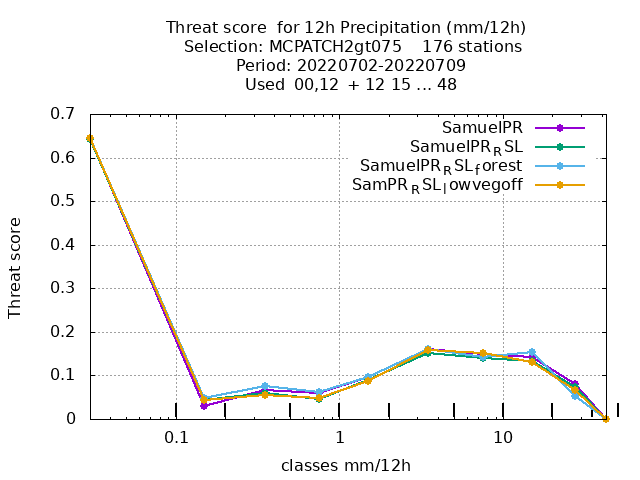 Threat score  for 12h Precipitation (mm/12h)
Selection: MCPATCH2gt075    176 stations
Period: 20220702-20220709
Used  00,12  + 12 15 ... 48
SamuelPR
SamuelPR_RSL
SamuelPR_RSL_forest
SamPR_RSL_lowvegoff
0.7
0.6
0.5
0.4
0.3
0.2
0.1
0
Threat score
0.1 1 10
classes mm/12h